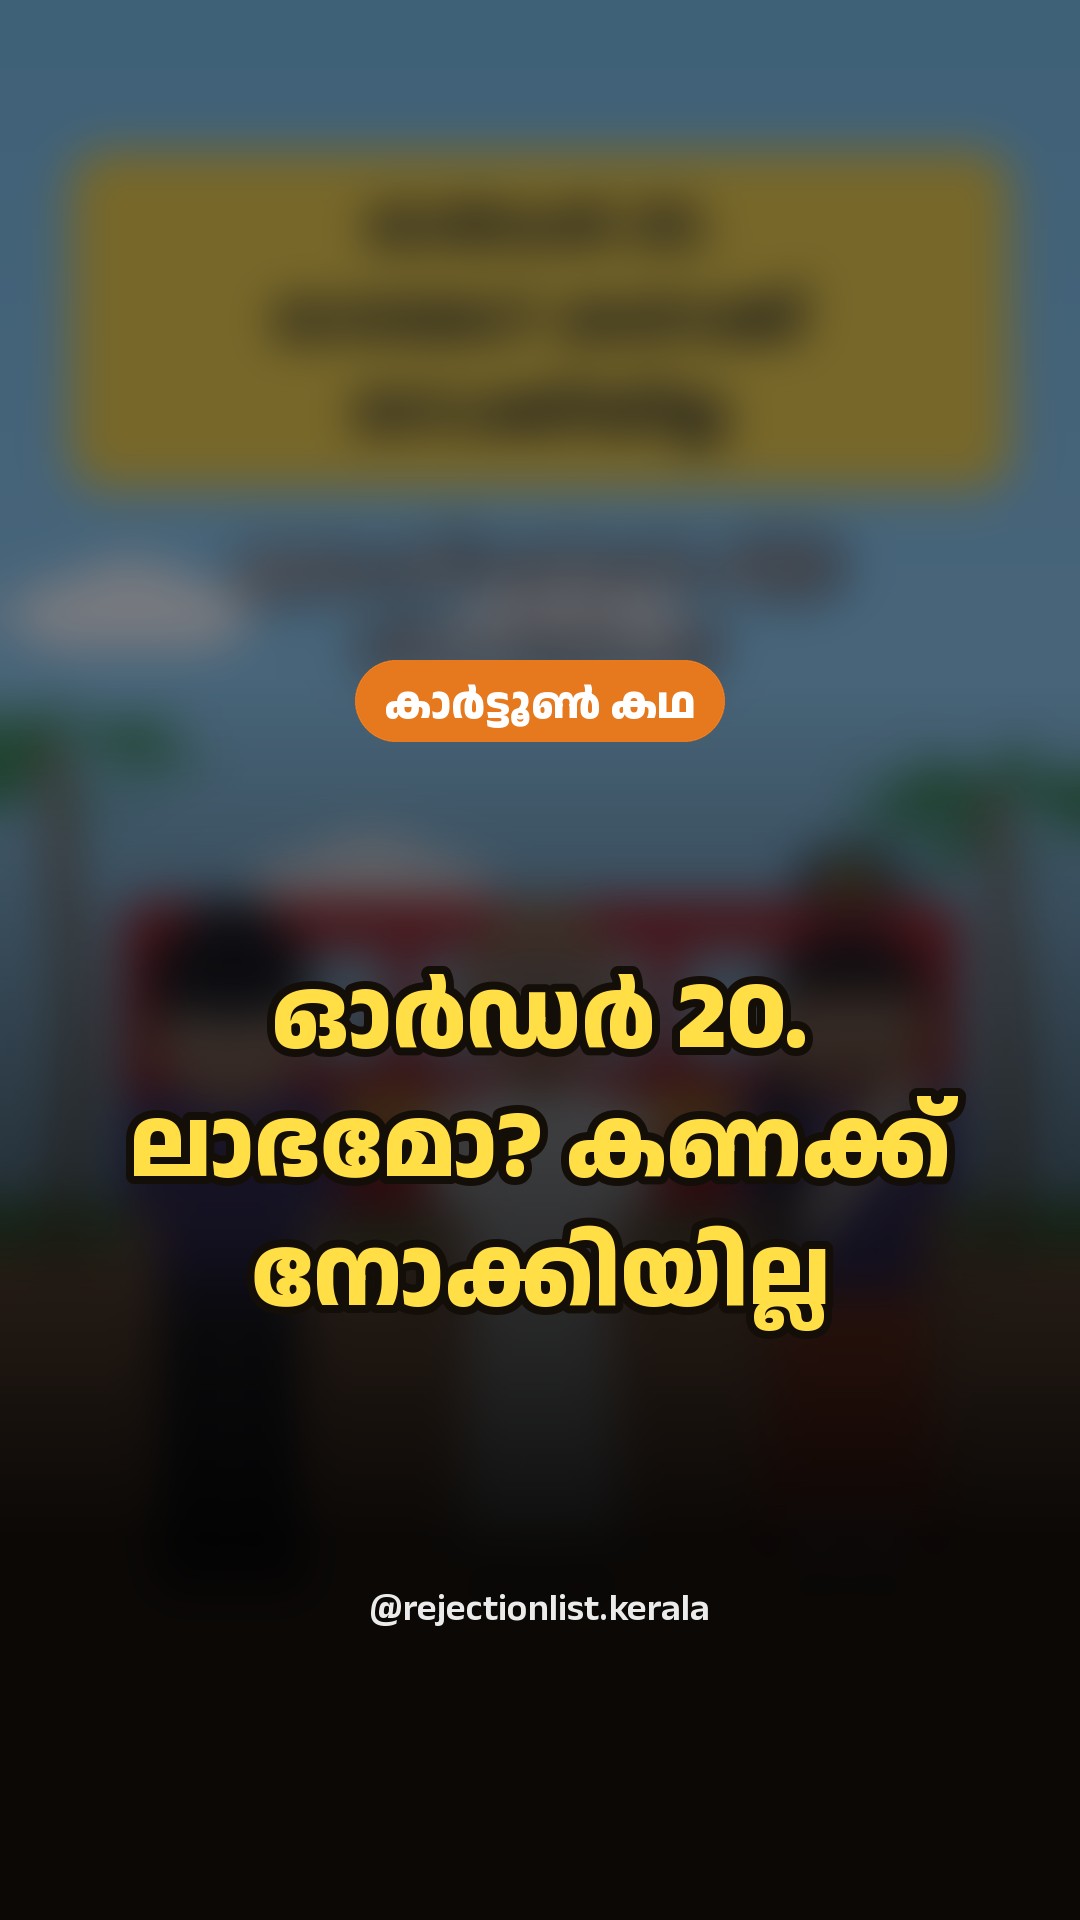 കാർട്ടൂൺ കഥ
ഓർഡർ 20.
ലാഭമോ? കണക്ക്
നോക്കിയില്ല
@rejectionlist.kerala